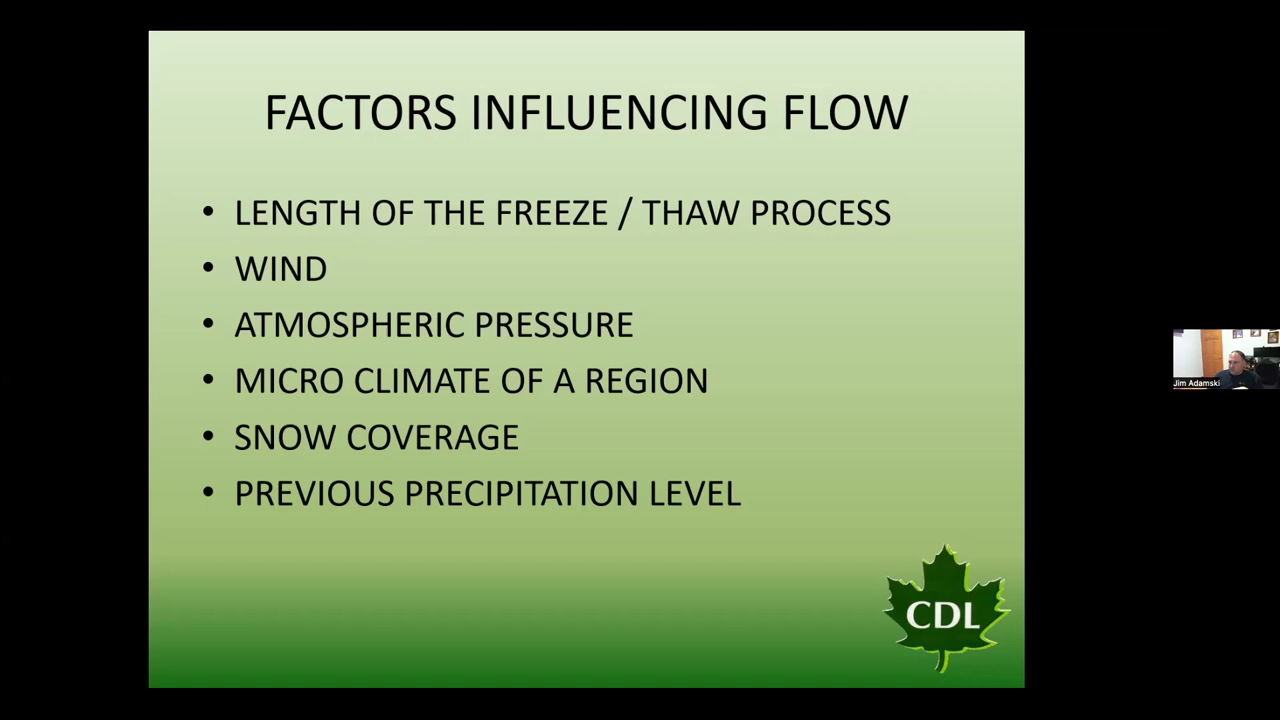 FACTORS INFLUENCING FLOW
• LENGTH OF THE FREEZE / THAW PROCESS
• WIND
• ATMOSPHERIC PRESSURE
• MICRO CLIMATE OF A REGION
• SNOW COVERAGE
• PREVIOUS PRECIPITATION LEVEL
CDL
Jim Adamski